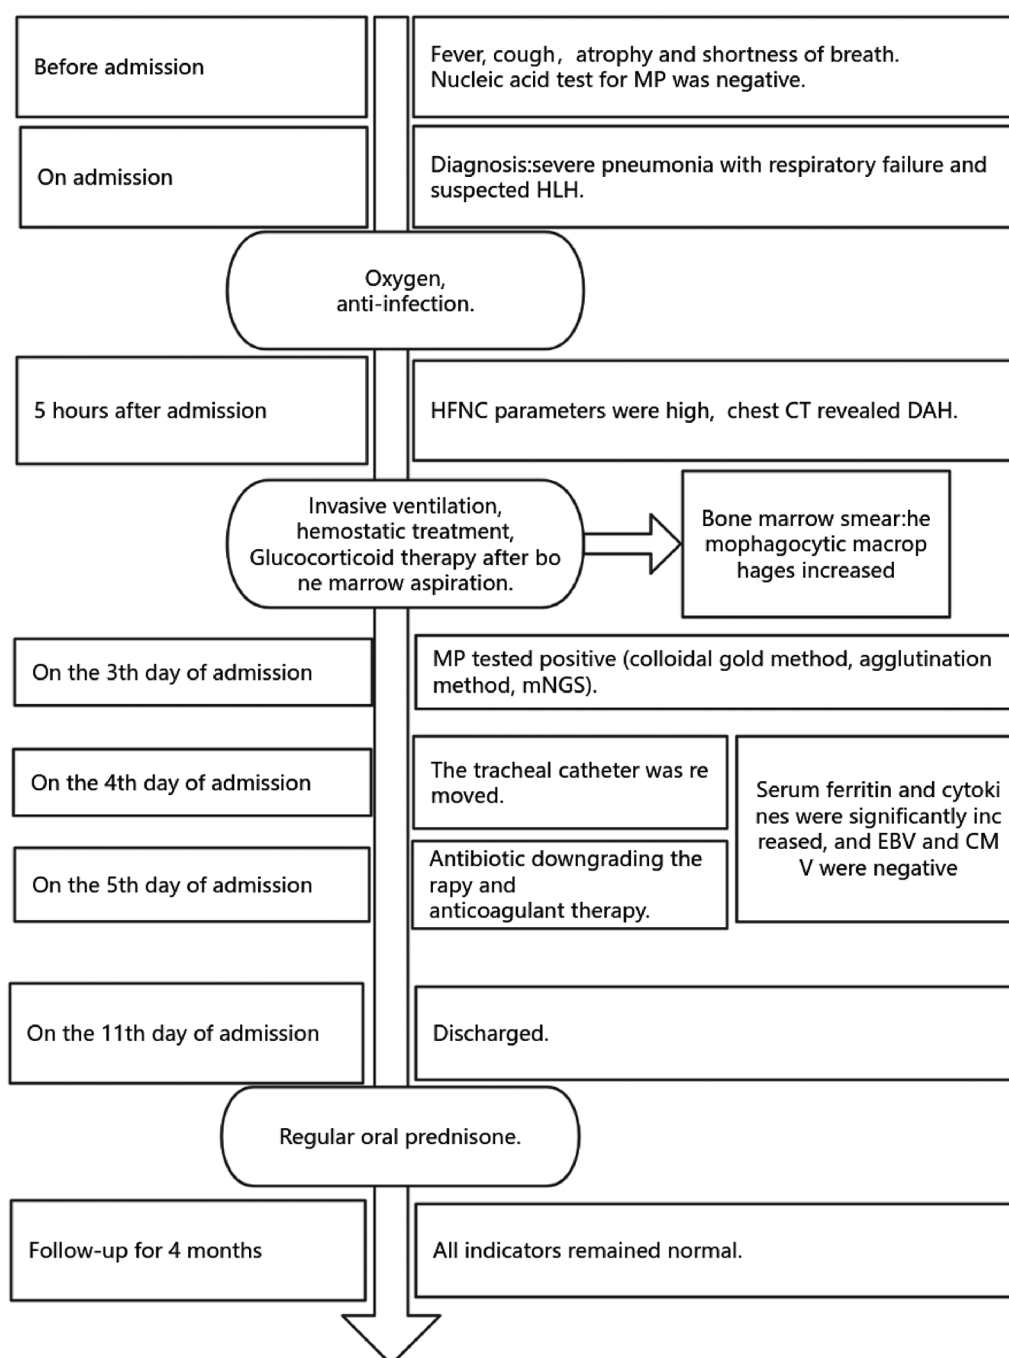 Before admission
Fever, cough, atrophy and shortness of breath.
Nucleic acid test for MP was negative.
On admission
Diagnosis:severe pneumonia with respiratory failure and
suspected HLH.
Oxygen,
anti-infection.
5 hours after admission
HFNC parameters were high, chest CT revealed DAH.
Invasive ventilation,
hemostatic treatment,
Glucocorticoid therapy after bo
ne marrow aspiration.
Bone marrow smear:he
mophagocytic macrop
hages increased
On the 3th day of admission
MP tested positive (colloidal gold method, agglutination
method, mNGS).
On the 4th day of admission
The tracheal catheter was re
moved.
Serum ferritin and cytoki
nes were significantly inc
reased, and EBV and CM
V were negative
On the 5th day of admission
Antibiotic downgrading the
rapy and
anticoagulant therapy.
On the 11th day of admission
Discharged.
Regular oral prednisone.
Follow-up for 4 months
All indicators remained normal.